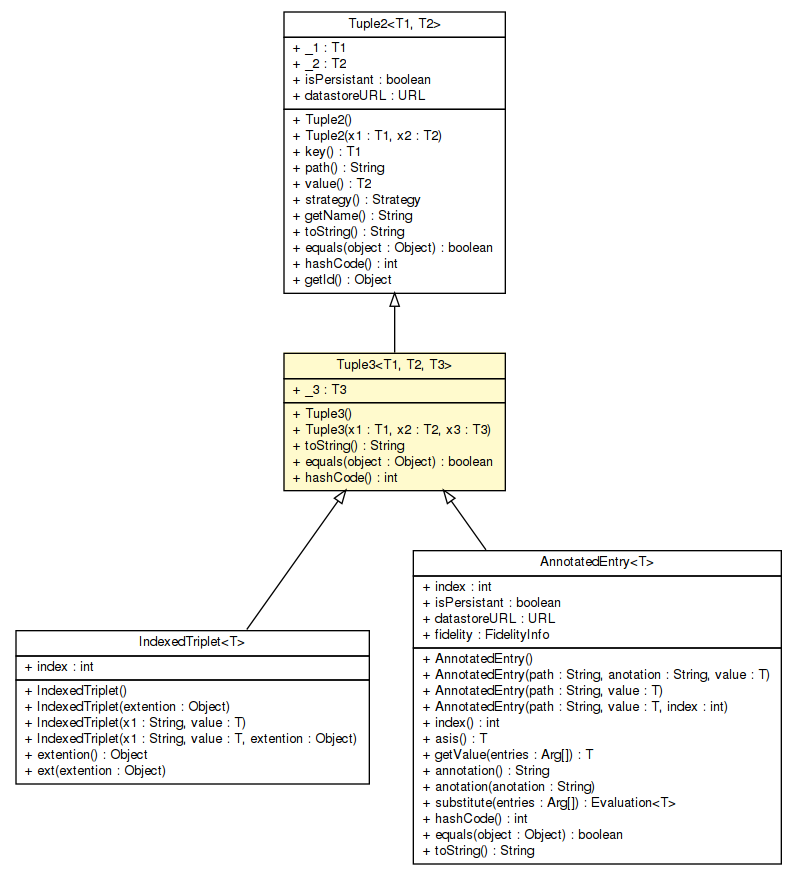 Tuple2<T1, T2>
+ _1 : T1
+ _2 : T2
+ isPersistant : boolean
+ datastoreURL : URL
+ Tuple2()
+ Tuple2(x1 : T1, x2 : T2)
+ key() : T1
+ path() : String
+ value() : T2
+ strategy() : Strategy
+ getName() : String
+ toString() : String
+ equals(object : Object) : boolean
+ hashCode() : int
+ getId() : Object
Tuple3<T1, T2, T3>
+ _3 : T3
+ Tuple3()
+ Tuple3(x1 : T1, x2 : T2, x3 : T3)
+ toString() : String
+ equals(object : Object) : boolean
+ hashCode() : int
IndexedTriplet<T>
+ index : int
+ IndexedTriplet()
+ IndexedTriplet(extention : Object)
+ IndexedTriplet(x1 : String, value : T)
+ IndexedTriplet(x1 : String, value : T, extention : Object)
+ extention() : Object
+ ext(extention : Object)
AnnotatedEntry<T>
+ index : int
+ isPersistant : boolean
+ datastoreURL : URL
+ fidelity : FidelityInfo
+ AnnotatedEntry()
+ AnnotatedEntry(path : String, anotation : String, value : T)
+ AnnotatedEntry(path : String, value : T)
+ AnnotatedEntry(path : String, value : T, index : int)
+ index() : int
+ asis() : T
+ getValue(entries : Arg[]) : T
+ annotation() : String
+ anotation(anotation : String)
+ substitute(entries : Arg[]) : Evaluation<T>
+ hashCode() : int
+ equals(object : Object) : boolean
+ toString() : String